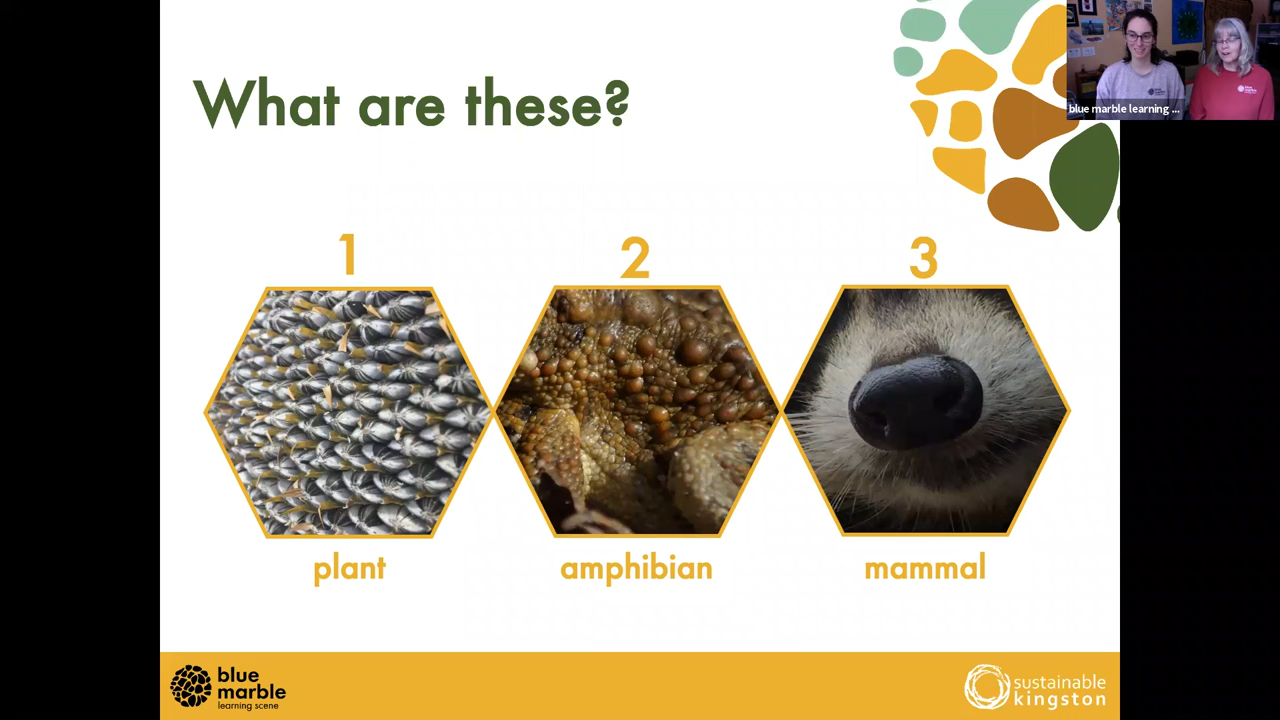 What are these?
blue marble learning ...
1
2
3
plant
amphibian
mammal
blue
marble
learning scene
sustainable
kingston